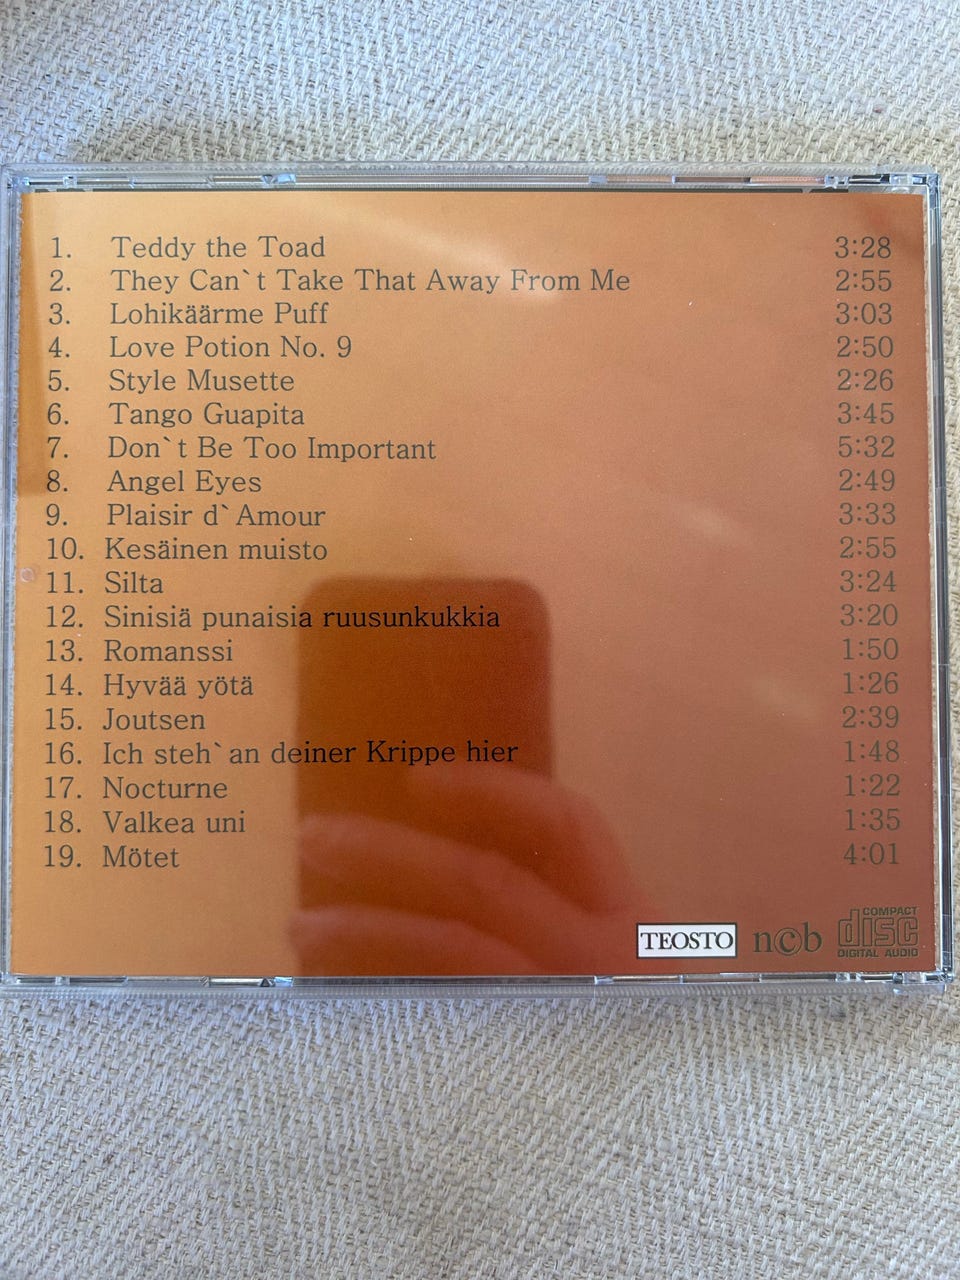 1. Teddy the Toad 3:28
2. They Can`t Take That Away From Me 2:55
3. Lohikäärme Puff 3:03
4. Love Potion No. 9 2:50
5. Style Musette 2:26
6. Tango Guapita 3:45
7. Don`t Be Too Important 5:32
8. Angel Eyes 2:49
9. Plaisir d`Amour 3:33
10. Kesäinen muisto 2:55
11. Silta 3:24
12. Sinisiä punaisia ruusunkukkia 3:20
13. Romanssi 1:50
14. Hyvää yötä 1:26
15. Joutsen 2:39
16. Ich steh`an deiner Krippe hier 1:48
17. Nocturne 1:22
18. Valkea uni 1:35
19. Mötet 4:01
TEOSTO n©b COMPACT disc DIGITAL AUDIO